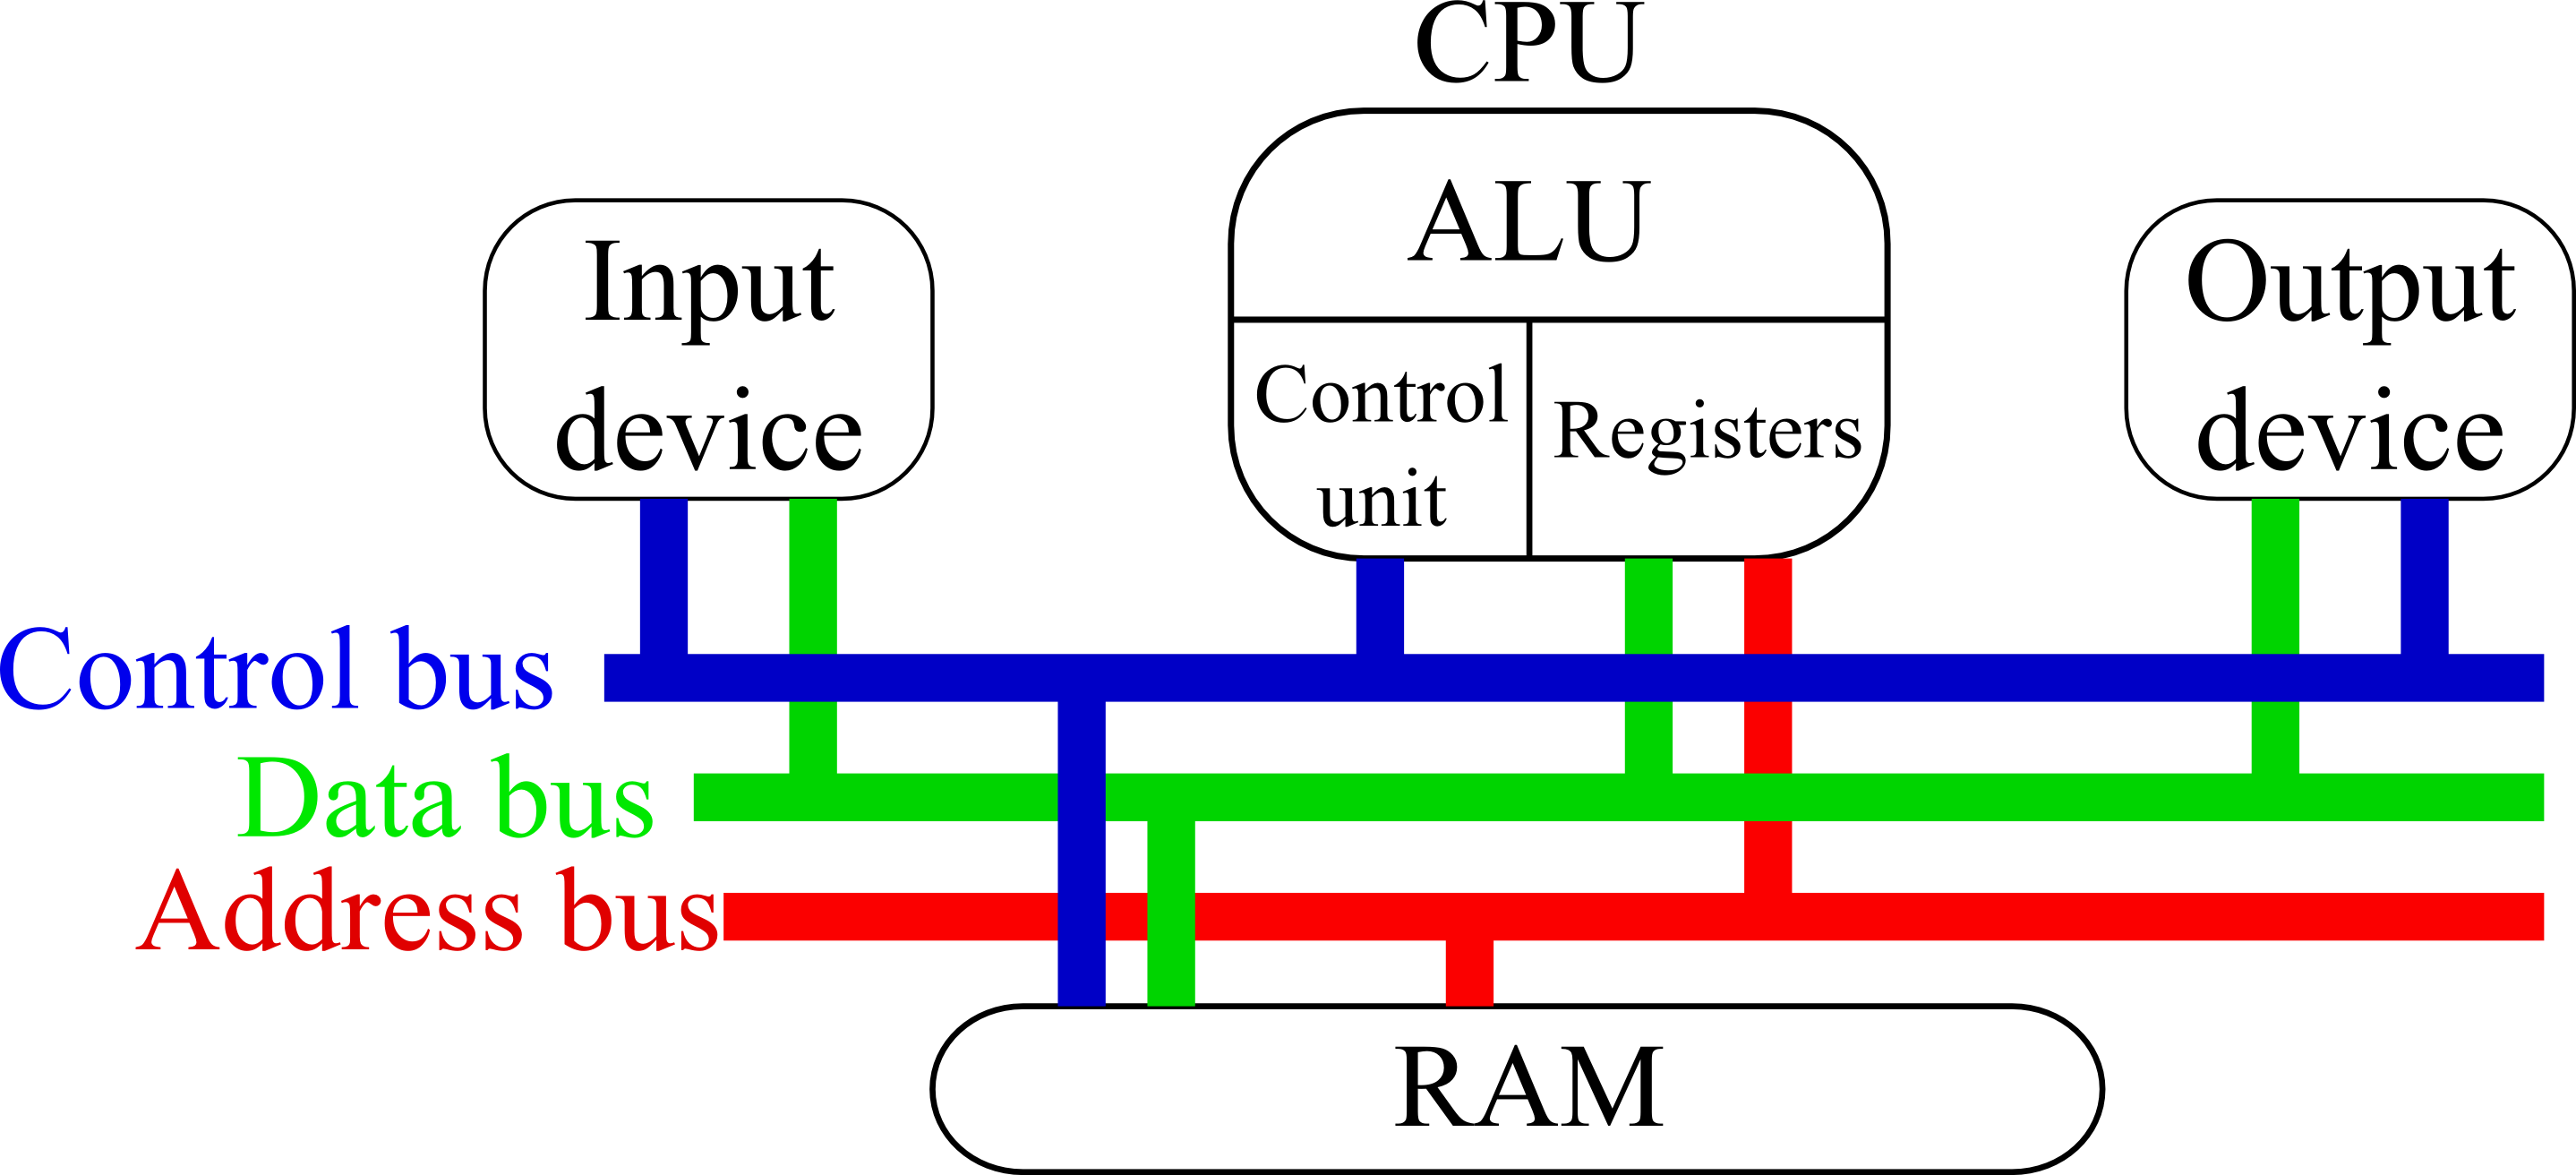 CPU
ALU
Input
device
Control
unit
Registers
Output
device
Control bus
Data bus
Address bus
RAM